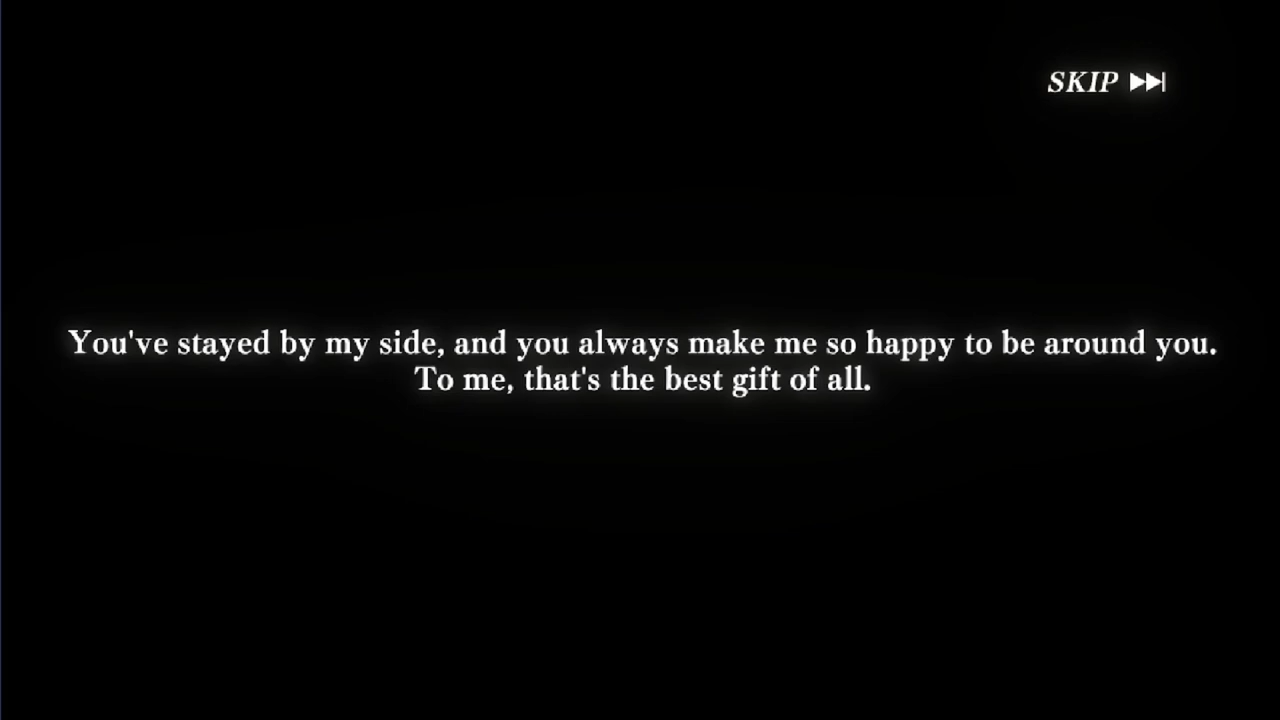 SKIP
You've stayed by my side, and you always make me so happy to be around you.
To me, that's the best gift of all.